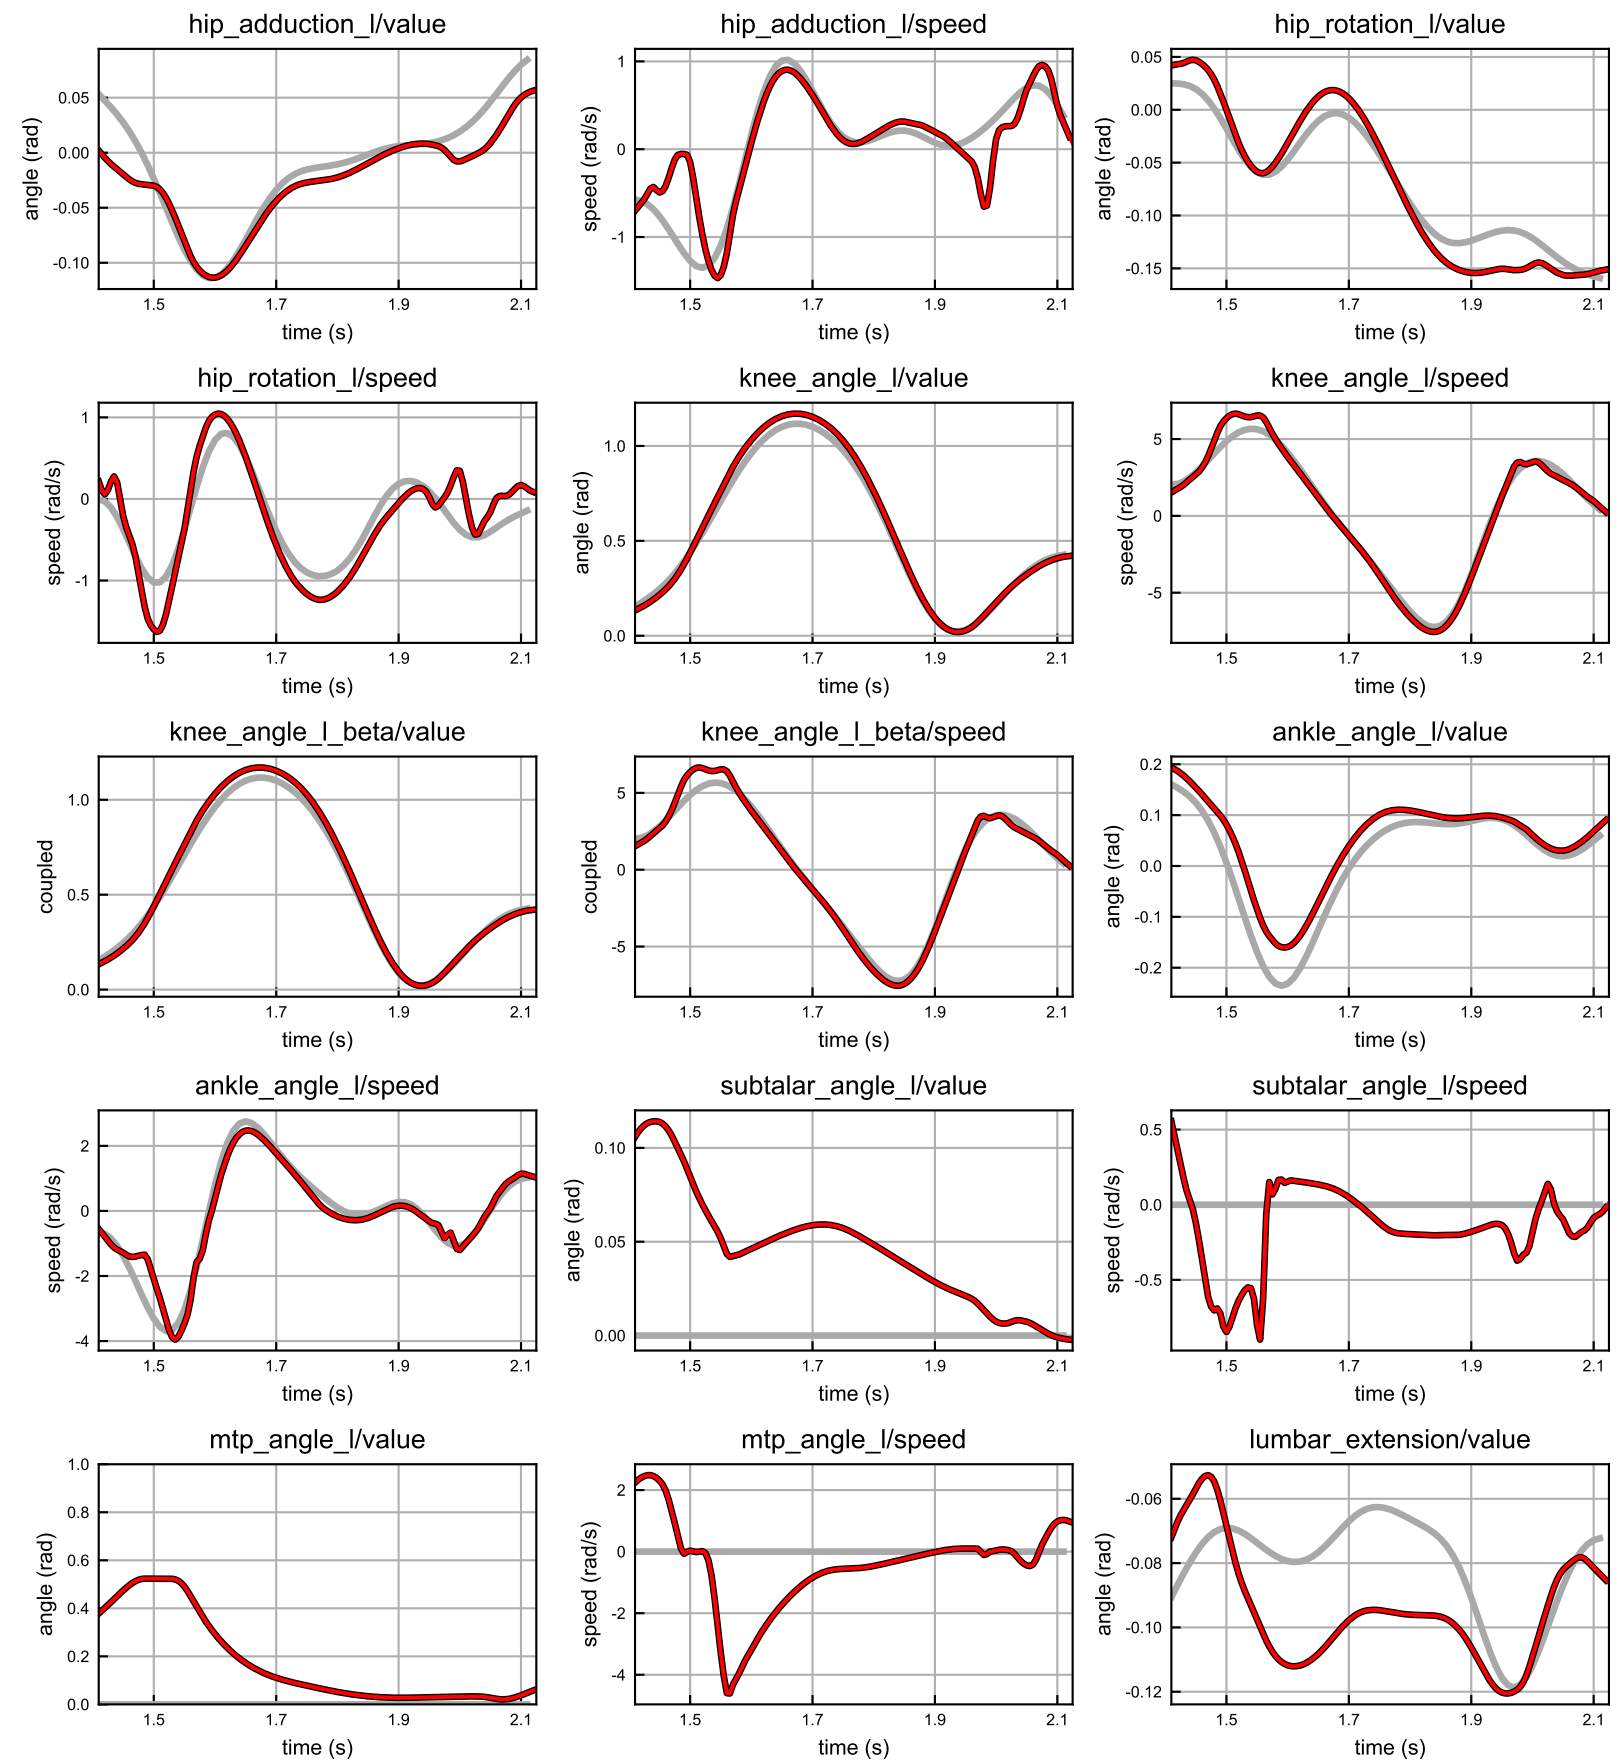 hip_adduction_l/value
hip_adduction_l/speed
hip_rotation_l/value
angle (rad)
0.05
0.00
-0.05
-0.10
1.5 1.7 1.9 2.1
time (s)
speed (rad/s)
1
0
-1
1.5 1.7 1.9 2.1
time (s)
angle (rad)
0.05
0.00
-0.05
-0.10
-0.15
1.5 1.7 1.9 2.1
time (s)
hip_rotation_l/speed
knee_angle_l/value
knee_angle_l/speed
speed (rad/s)
1
0
-1
1.5 1.7 1.9 2.1
time (s)
angle (rad)
1.0
0.5
0.0
1.5 1.7 1.9 2.1
time (s)
speed (rad/s)
5
0
-5
1.5 1.7 1.9 2.1
time (s)
knee_angle_l_beta/value
knee_angle_l_beta/speed
ankle_angle_l/value
coupled
1.0
0.5
0.0
1.5 1.7 1.9 2.1
time (s)
coupled
5
0
-5
1.5 1.7 1.9 2.1
time (s)
angle (rad)
0.2
0.1
0.0
-0.1
-0.2
1.5 1.7 1.9 2.1
time (s)
ankle_angle_l/speed
subtalar_angle_l/value
subtalar_angle_l/speed
speed (rad/s)
2
0
-2
-4
1.5 1.7 1.9 2.1
time (s)
angle (rad)
0.10
0.05
0.00
1.5 1.7 1.9 2.1
time (s)
speed (rad/s)
0.5
0.0
-0.5
1.5 1.7 1.9 2.1
time (s)
mtp_angle_l/value
mtp_angle_l/speed
lumbar_extension/value
angle (rad)
1.0
0.8
0.6
0.4
0.2
0.0
1.5 1.7 1.9 2.1
time (s)
speed (rad/s)
2
0
-2
-4
1.5 1.7 1.9 2.1
time (s)
angle (rad)
-0.06
-0.08
-0.10
-0.12
1.5 1.7 1.9 2.1
time (s)